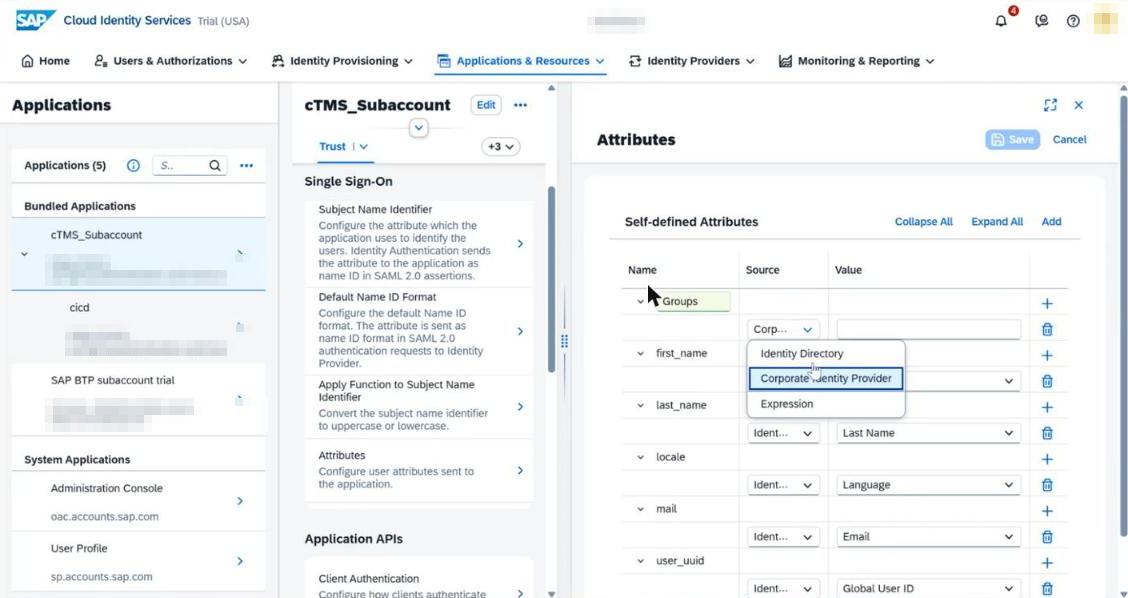 SAP Cloud Identity Services Trial (USA)
4
Home
Users & Authorizations
Identity Provisioning
Applications & Resources
Identity Providers
Monitoring & Reporting
Applications
Applications (5)
S..
Bundled Applications
cTMS_Subaccount
cicd
SAP BTP subaccount trial
System Applications
Administration Console
oac.accounts.sap.com
User Profile
sp.accounts.sap.com
cTMS_Subaccount
Edit
Trust
+3
Single Sign-On
Subject Name Identifier
Configure the attribute which the
application uses to identify the
users. Identity Authentication sends
the attribute to the application as
name ID in SAML 2.0 assertions.
Default Name ID Format
Configure the default Name ID
format. The attribute is sent as
name ID format in SAML 2.0
authentication requests to Identity
Provider.
Apply Function to Subject Name
Identifier
Convert the subject name identifier
to uppercase or lowercase.
Attributes
Configure user attributes sent to
the application.
Application APIs
Client Authentication
Configure how clients authenticate
Attributes
Save
Cancel
Self-defined Attributes
Collapse All
Expand All
Add
Name Source Value
Groups
Corp...
Identity Directory
first_name
Corporate Identity Provider
Expression
last_name
Ident... Last Name
locale
Ident... Language
mail
Ident... Email
user_uuid
Ident... Global User ID